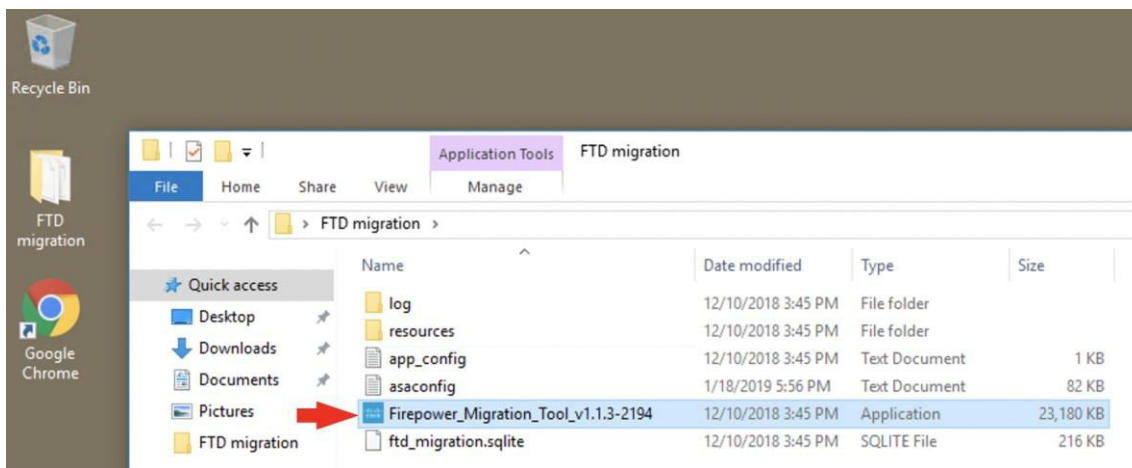 Recycle Bin
FTD
migration
Google
Chrome
Application Tools FTD migration
File Home Share View Manage
FTD migration
Name Date modified Type Size
Quick access
Desktop
Downloads
Documents
Pictures
FTD migration
log 12/10/2018 3:45 PM File folder
resources 12/10/2018 3:45 PM File folder
app_config 12/10/2018 3:45 PM Text Document 1 KB
asaconfig 1/18/2019 5:56 PM Text Document 82 KB
Firepower_Migration_Tool_v1.1.3-2194 12/10/2018 3:45 PM Application 23,180 KB
ftd_migration.sqlite 12/10/2018 3:45 PM SQLITE File 216 KB